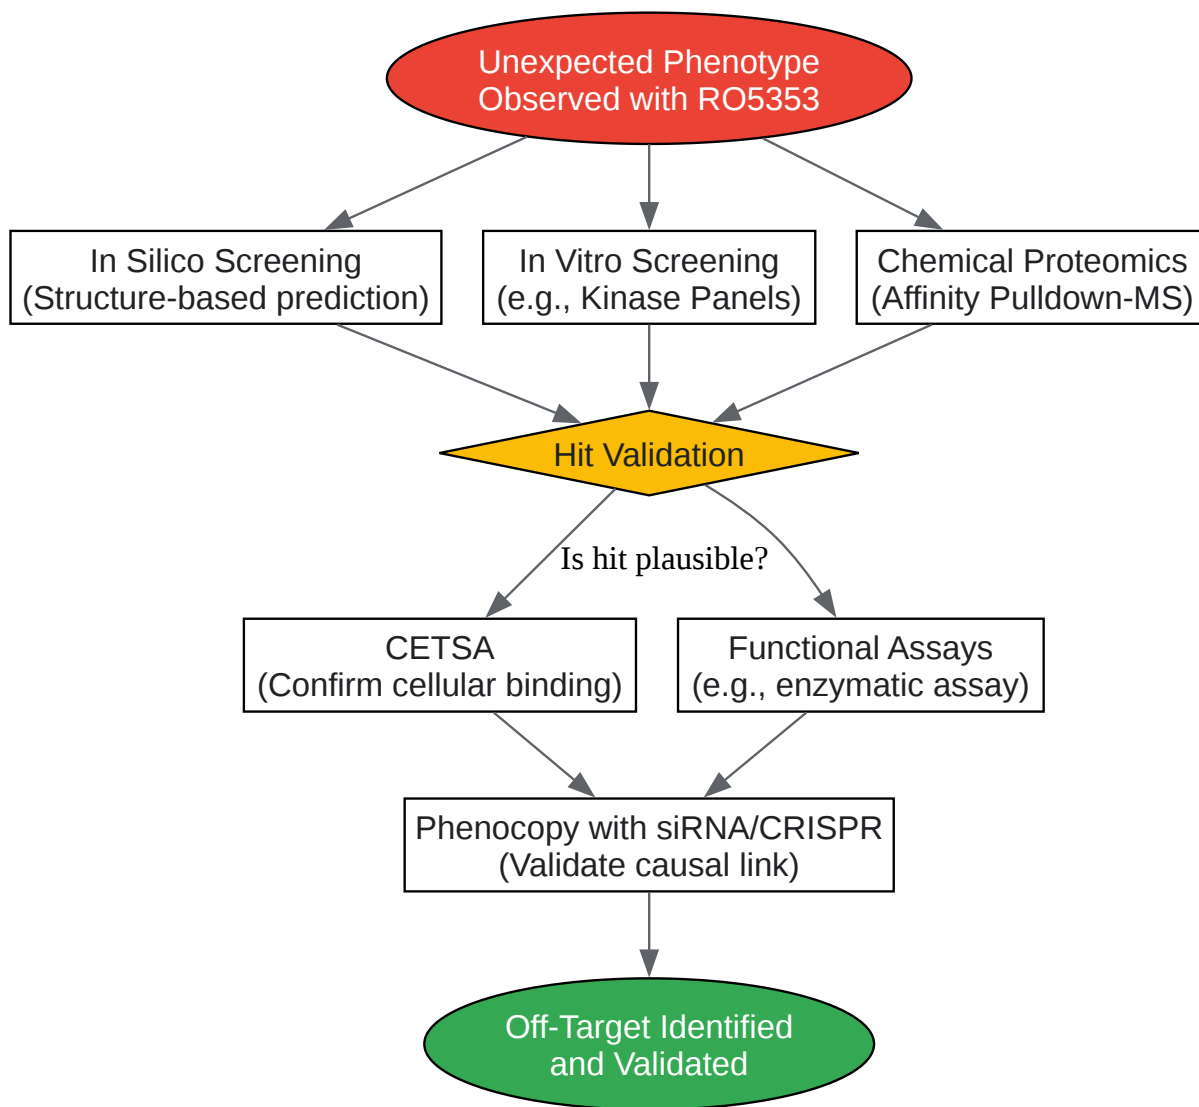 Unexpected Phenotype
Observed with RO5353
In Silico Screening
(Structure-based prediction)
In Vitro Screening
(e.g., Kinase Panels)
Chemical Proteomics
(Affinity Pulldown-MS)
Hit Validation
Is hit plausible?
CETSA
(Confirm cellular binding)
Functional Assays
(e.g., enzymatic assay)
Phenocopy with siRNA/CRISPR
(Validate causal link)
Off-Target Identified
and Validated